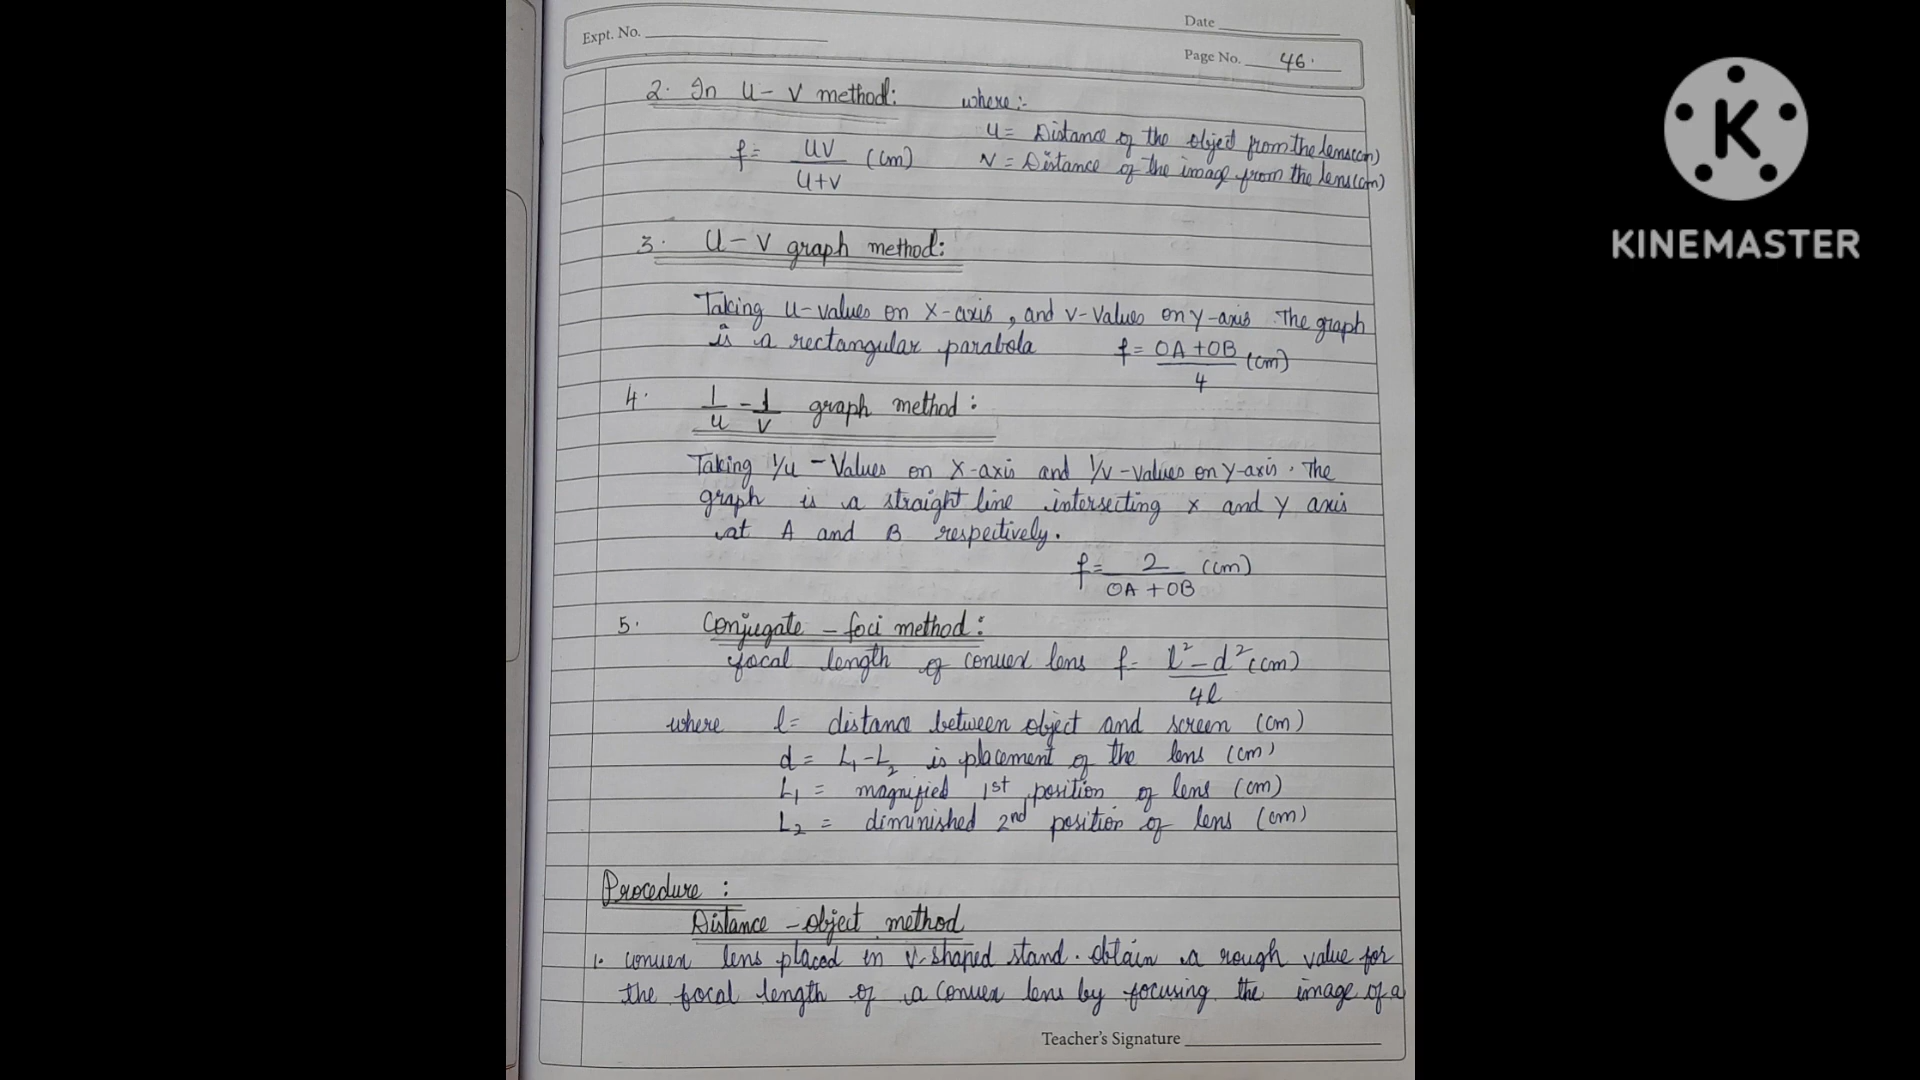 Date
Expt. No.
Page No. 46.
2. In U - V method:
where:-
f = UV/U+V (cm)
u = Distance of the object from the lens(cm)
V = Distance of the image from the lens(cm)
3. U - V graph method:
Taking U-values on X-axis, and V-values on Y-axis. The graph
is a rectangular parabola f = OA + OB/4 (cm)
4. 1/u - 1/v graph method:
Taking 1/u - Values on X-axis and 1/v - values on Y-axis. The
graph is a straight line intersecting x and y axis
at A and B respectively.
f = 2/OA + OB (cm)
5. Conjugate - foci method:
focal length of convex lens f = l² - d²/4l (cm)
where l = distance between object and screen (cm)
d = L₁-L₂ is placement of the lens (cm)
L₁ = magnified 1st position of lens (cm)
L₂ = diminished 2nd position of lens (cm)
Procedure :
Distance - object method
1. convex lens placed in V-shaped stand. obtain a rough value for
the focal length of a convex lens by focusing the image of a
Teacher's Signature
K
KINEMASTER